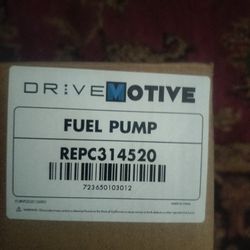 DRIVEMOTIVE
FUEL PUMP
REPC314520
723650103012